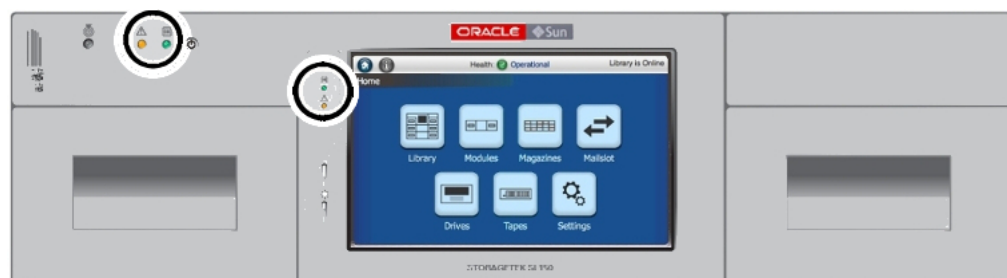 ORACLE Sun
Health: Operational
Library is Online
Home
Library
Modules
Magazines
Mailslot
Drives
Tapes
Settings
STORAGETEK SL150